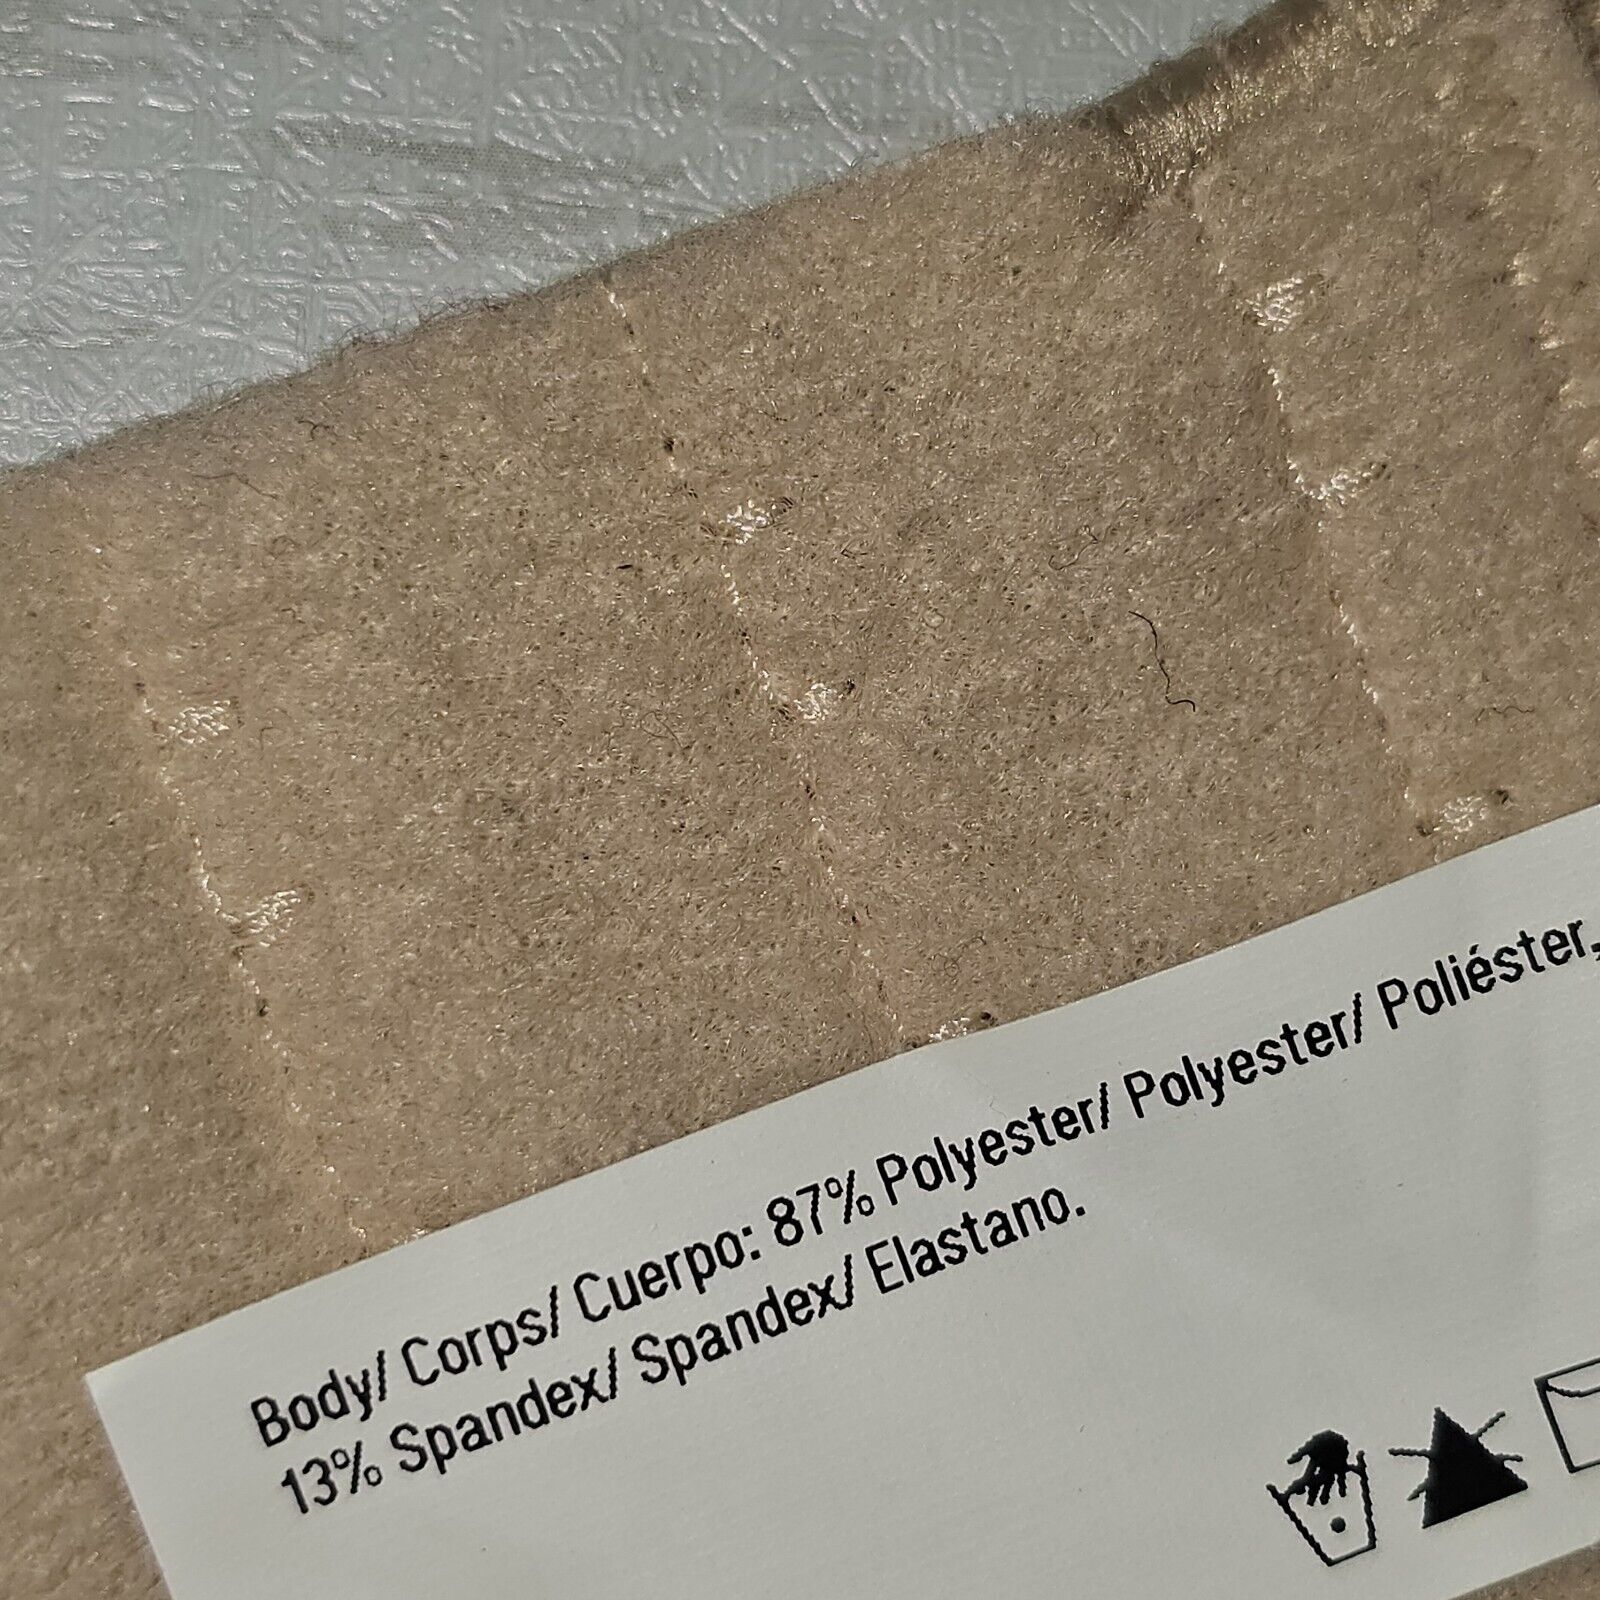 Body/ Corps/ Cuerpo: 87% Polyester/ Polyester/ Poliéster,
13% Spandex/ Spandex/ Elastano.